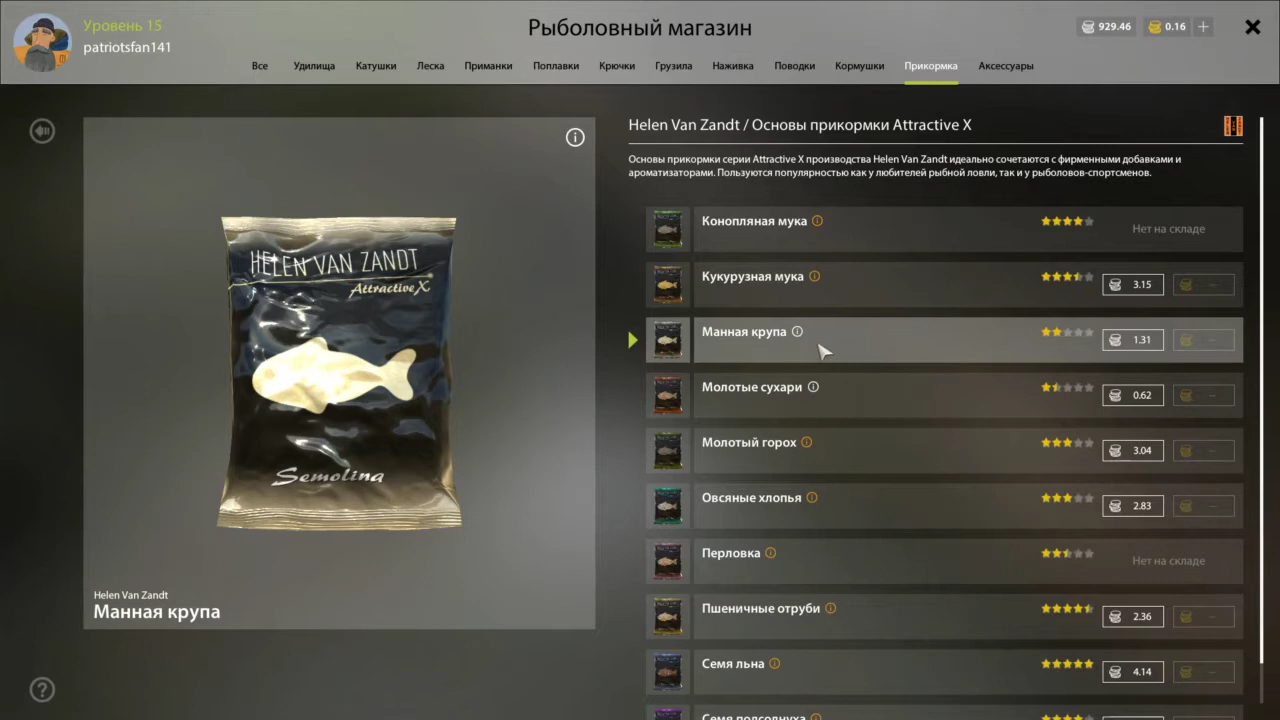 Уровень 15
patriotsfan141
Рыболовный магазин
929.46
0.16
Все Удилища Катушки Леска Приманки Поплавки Крючки Грузила Наживка Поводки Кормушки Прикормка Аксессуары
HELEN VAN ZANDT
Attractive X
Semolina
Helen Van Zandt
Манная крупа
Helen Van Zandt / Основы прикормки Attractive X
Основы прикормки серии Attractive X производства Helen Van Zandt идеально сочетаются с фирменными добавками и
ароматизаторами. Пользуются популярностью как у любителей рыбной ловли, так и у рыболовов-спортсменов.
Конопляная мука Нет на складе
Кукурузная мука 3.15
Манная крупа 1.31
Молотые сухари 0.62
Молотый горох 3.04
Овсяные хлопья 2.83
Перловка Нет на складе
Пшеничные отруби 2.36
Семя льна 4.14
Семя подсолнуха